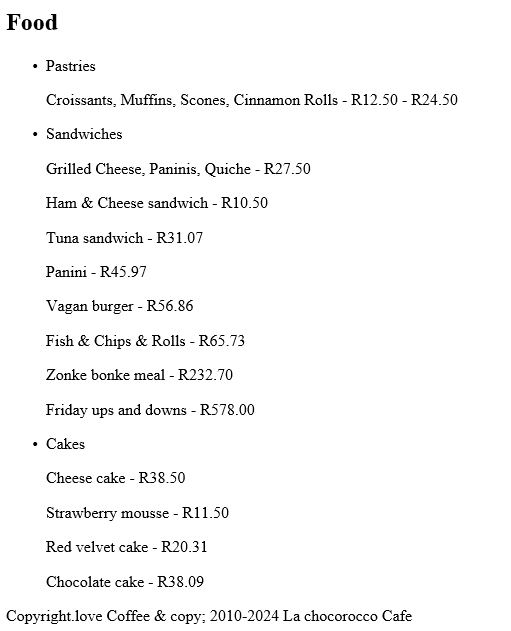 Food
• Pastries
Croissants, Muffins, Scones, Cinnamon Rolls - R12.50 - R24.50
• Sandwiches
Grilled Cheese, Paninis, Quiche - R27.50
Ham & Cheese sandwich - R10.50
Tuna sandwich - R31.07
Panini - R45.97
Vagan burger - R56.86
Fish & Chips & Rolls - R65.73
Zonke bonke meal - R232.70
Friday ups and downs - R578.00
• Cakes
Cheese cake - R38.50
Strawberry mousse - R11.50
Red velvet cake - R20.31
Chocolate cake - R38.09
Copyright.love Coffee & copy; 2010-2024 La chocorocco Cafe